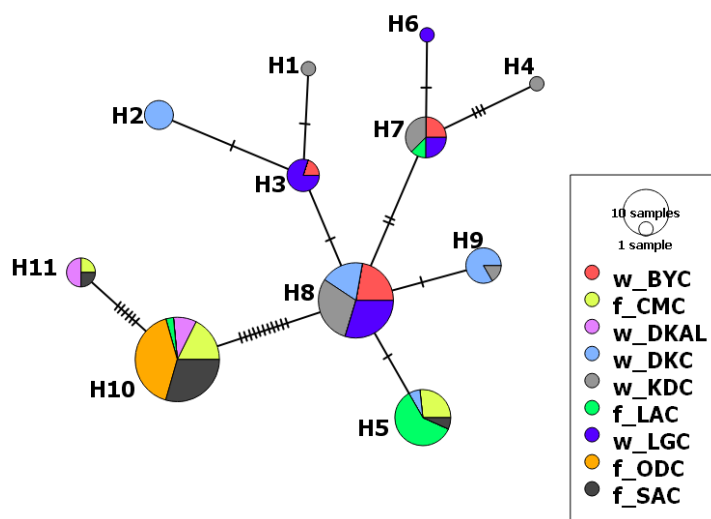 H6
H1
H4
H2
H7
H3
H9
H11
H8
H10
H5
10 samples
1 sample
w_BYC
f_CMC
w_DKAL
w_DKC
w_KDC
f_LAC
w_LGC
f_ODC
f_SAC